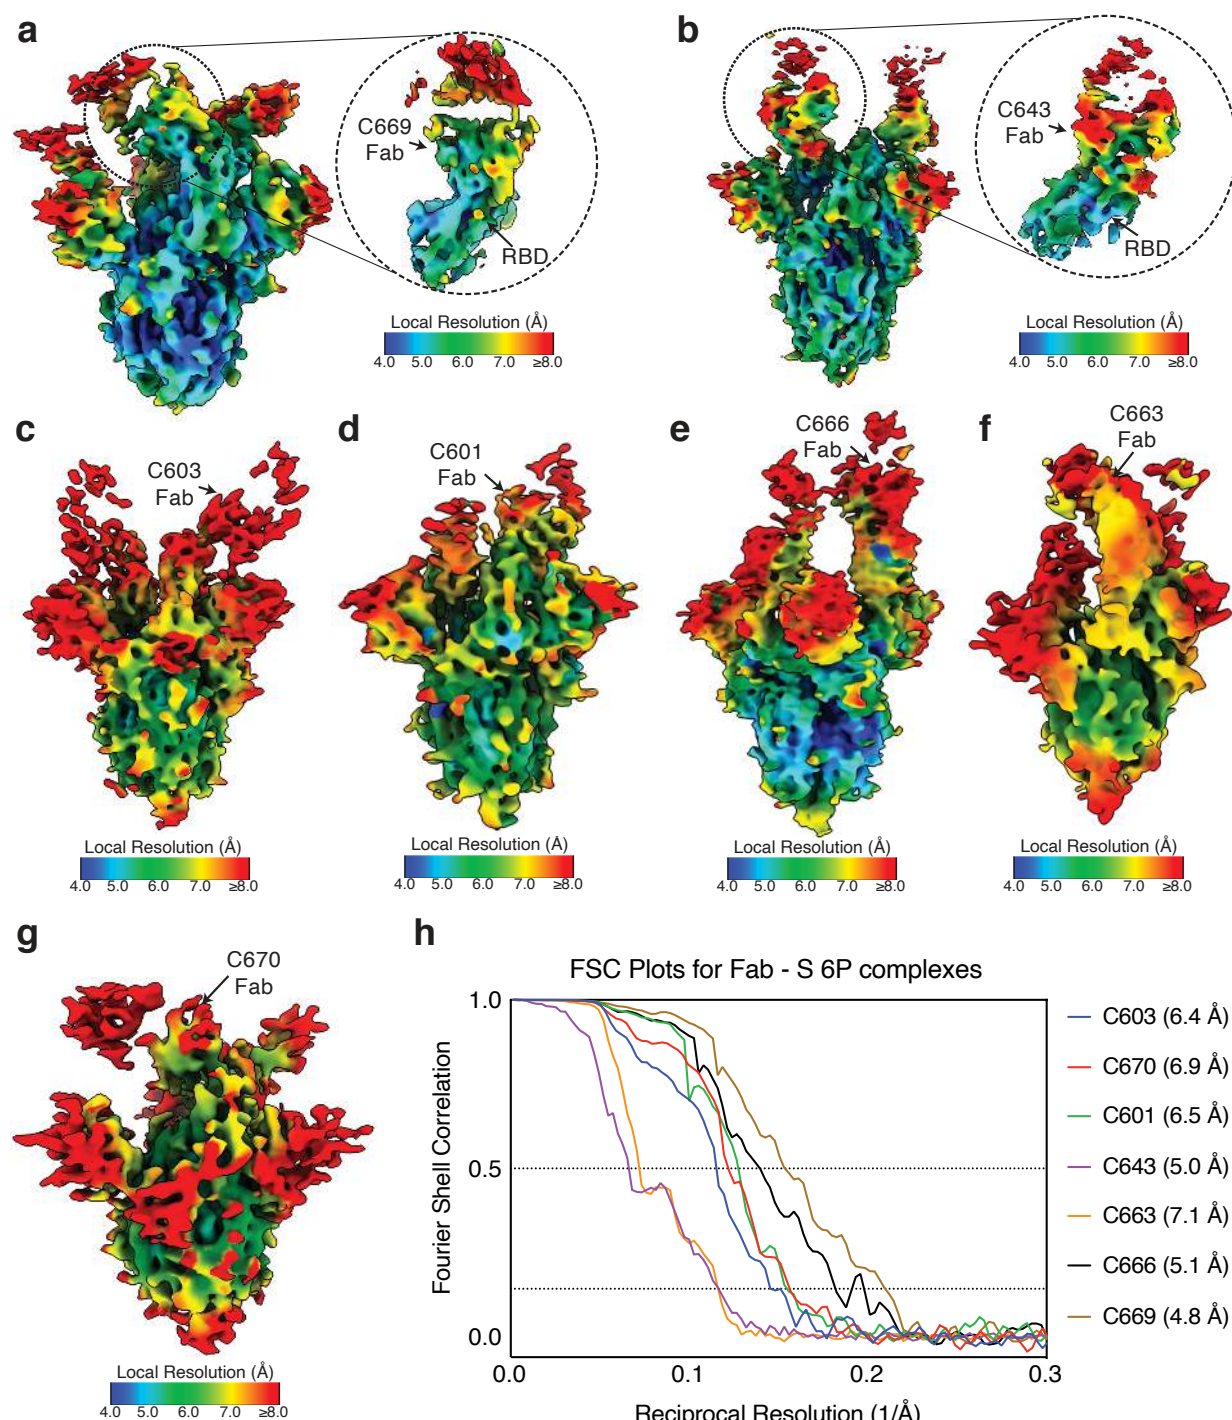 a
b
C669
Fab
RBD
C643
Fab
RBD
Local Resolution (Å)
4.0 5.0 6.0 7.0 ≥8.0
Local Resolution (Å)
4.0 5.0 6.0 7.0 ≥8.0
c
d
e
f
C603
Fab
C601
Fab
C666
Fab
C663
Fab
Local Resolution (Å)
4.0 5.0 6.0 7.0 ≥8.0
Local Resolution (Å)
4.0 5.0 6.0 7.0 ≥8.0
Local Resolution (Å)
4.0 5.0 6.0 7.0 ≥8.0
Local Resolution (Å)
4.0 5.0 6.0 7.0 ≥8.0
g
C670
Fab
Local Resolution (Å)
4.0 5.0 6.0 7.0 ≥8.0
h
FSC Plots for Fab - S 6P complexes
Fourier Shell Correlation
1.0
0.5
0.0
0.0 0.1 0.2 0.3
Reciprocal Resolution (1/Å)
C603 (6.4 Å)
C670 (6.9 Å)
C601 (6.5 Å)
C643 (5.0 Å)
C663 (7.1 Å)
C666 (5.1 Å)
C669 (4.8 Å)